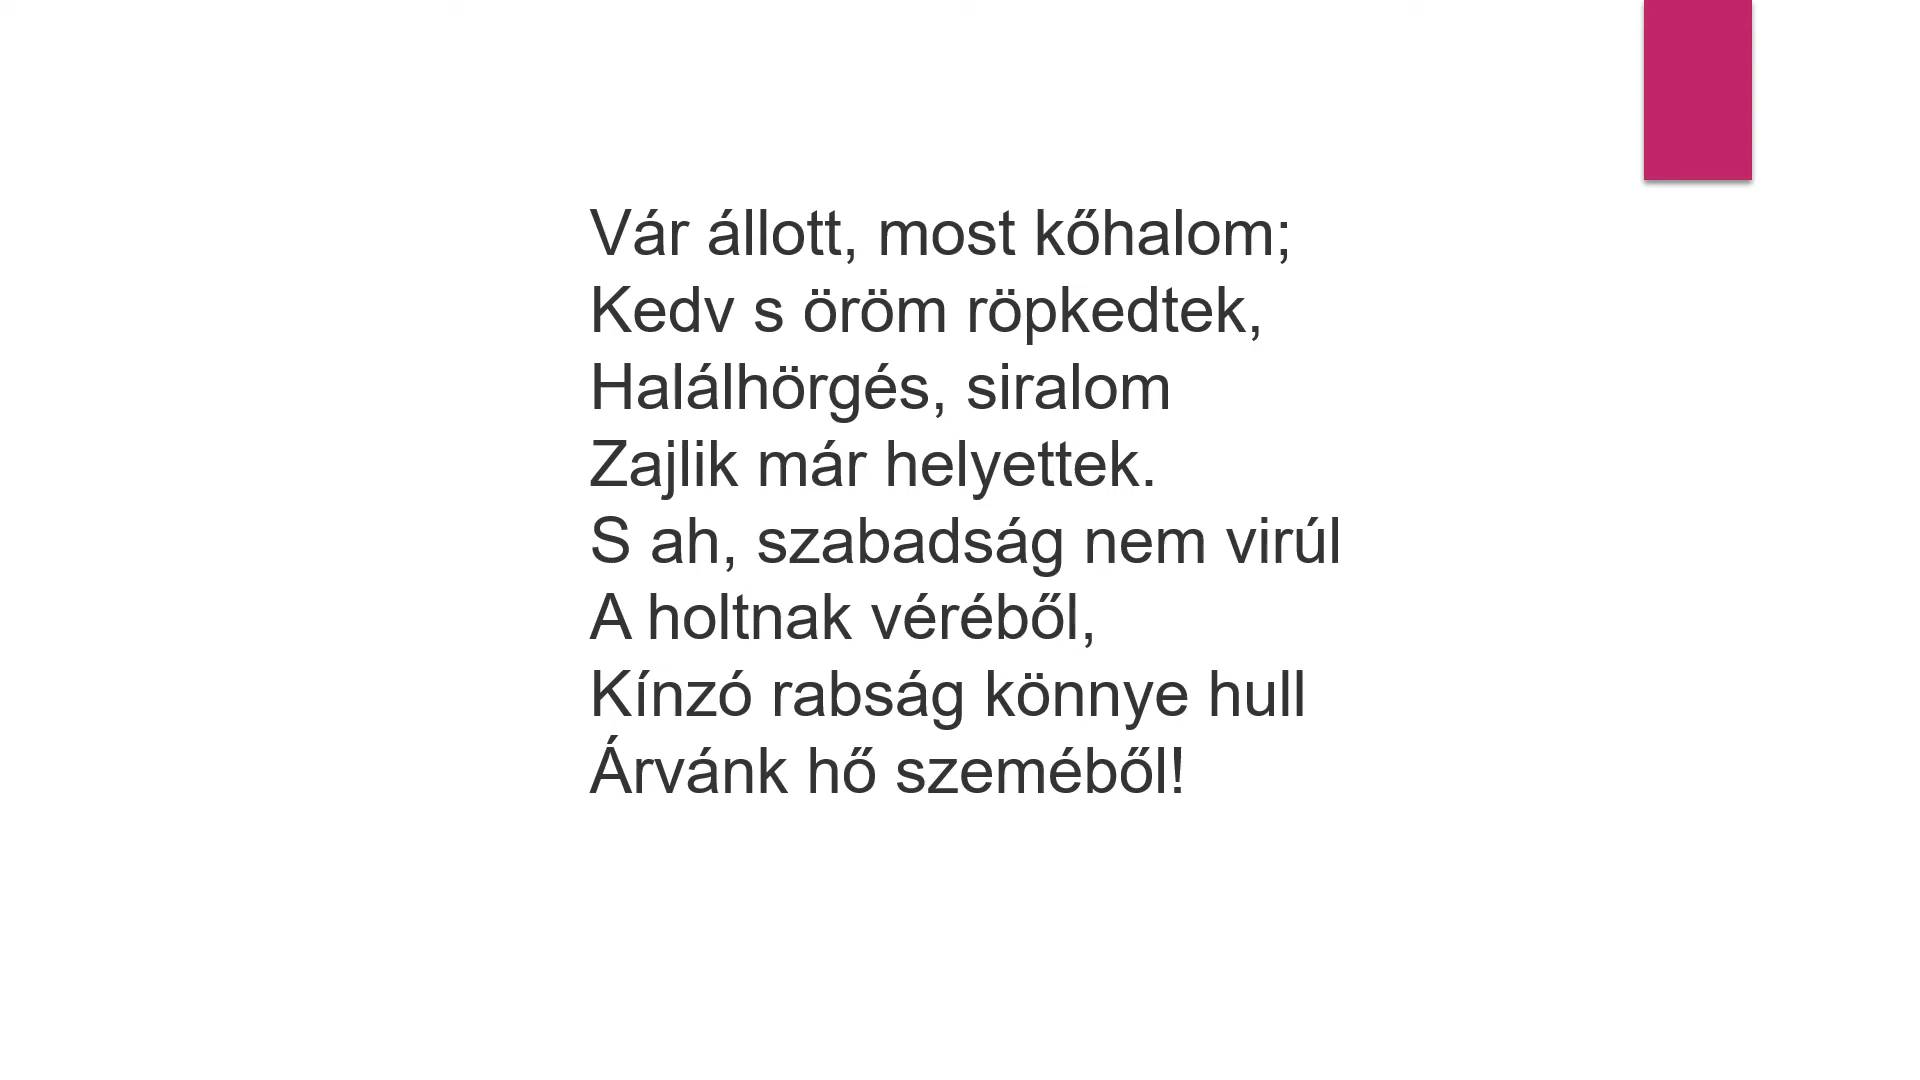 Vár állott, most kőhalom;
Kedv s öröm röpkedtek,
Halálhörgés, siralom
Zajlik már helyettek.
S ah, szabadság nem virúl
A holtnak véréből,
Kínzó rabság könnye hull
Árvánk hő szeméből!